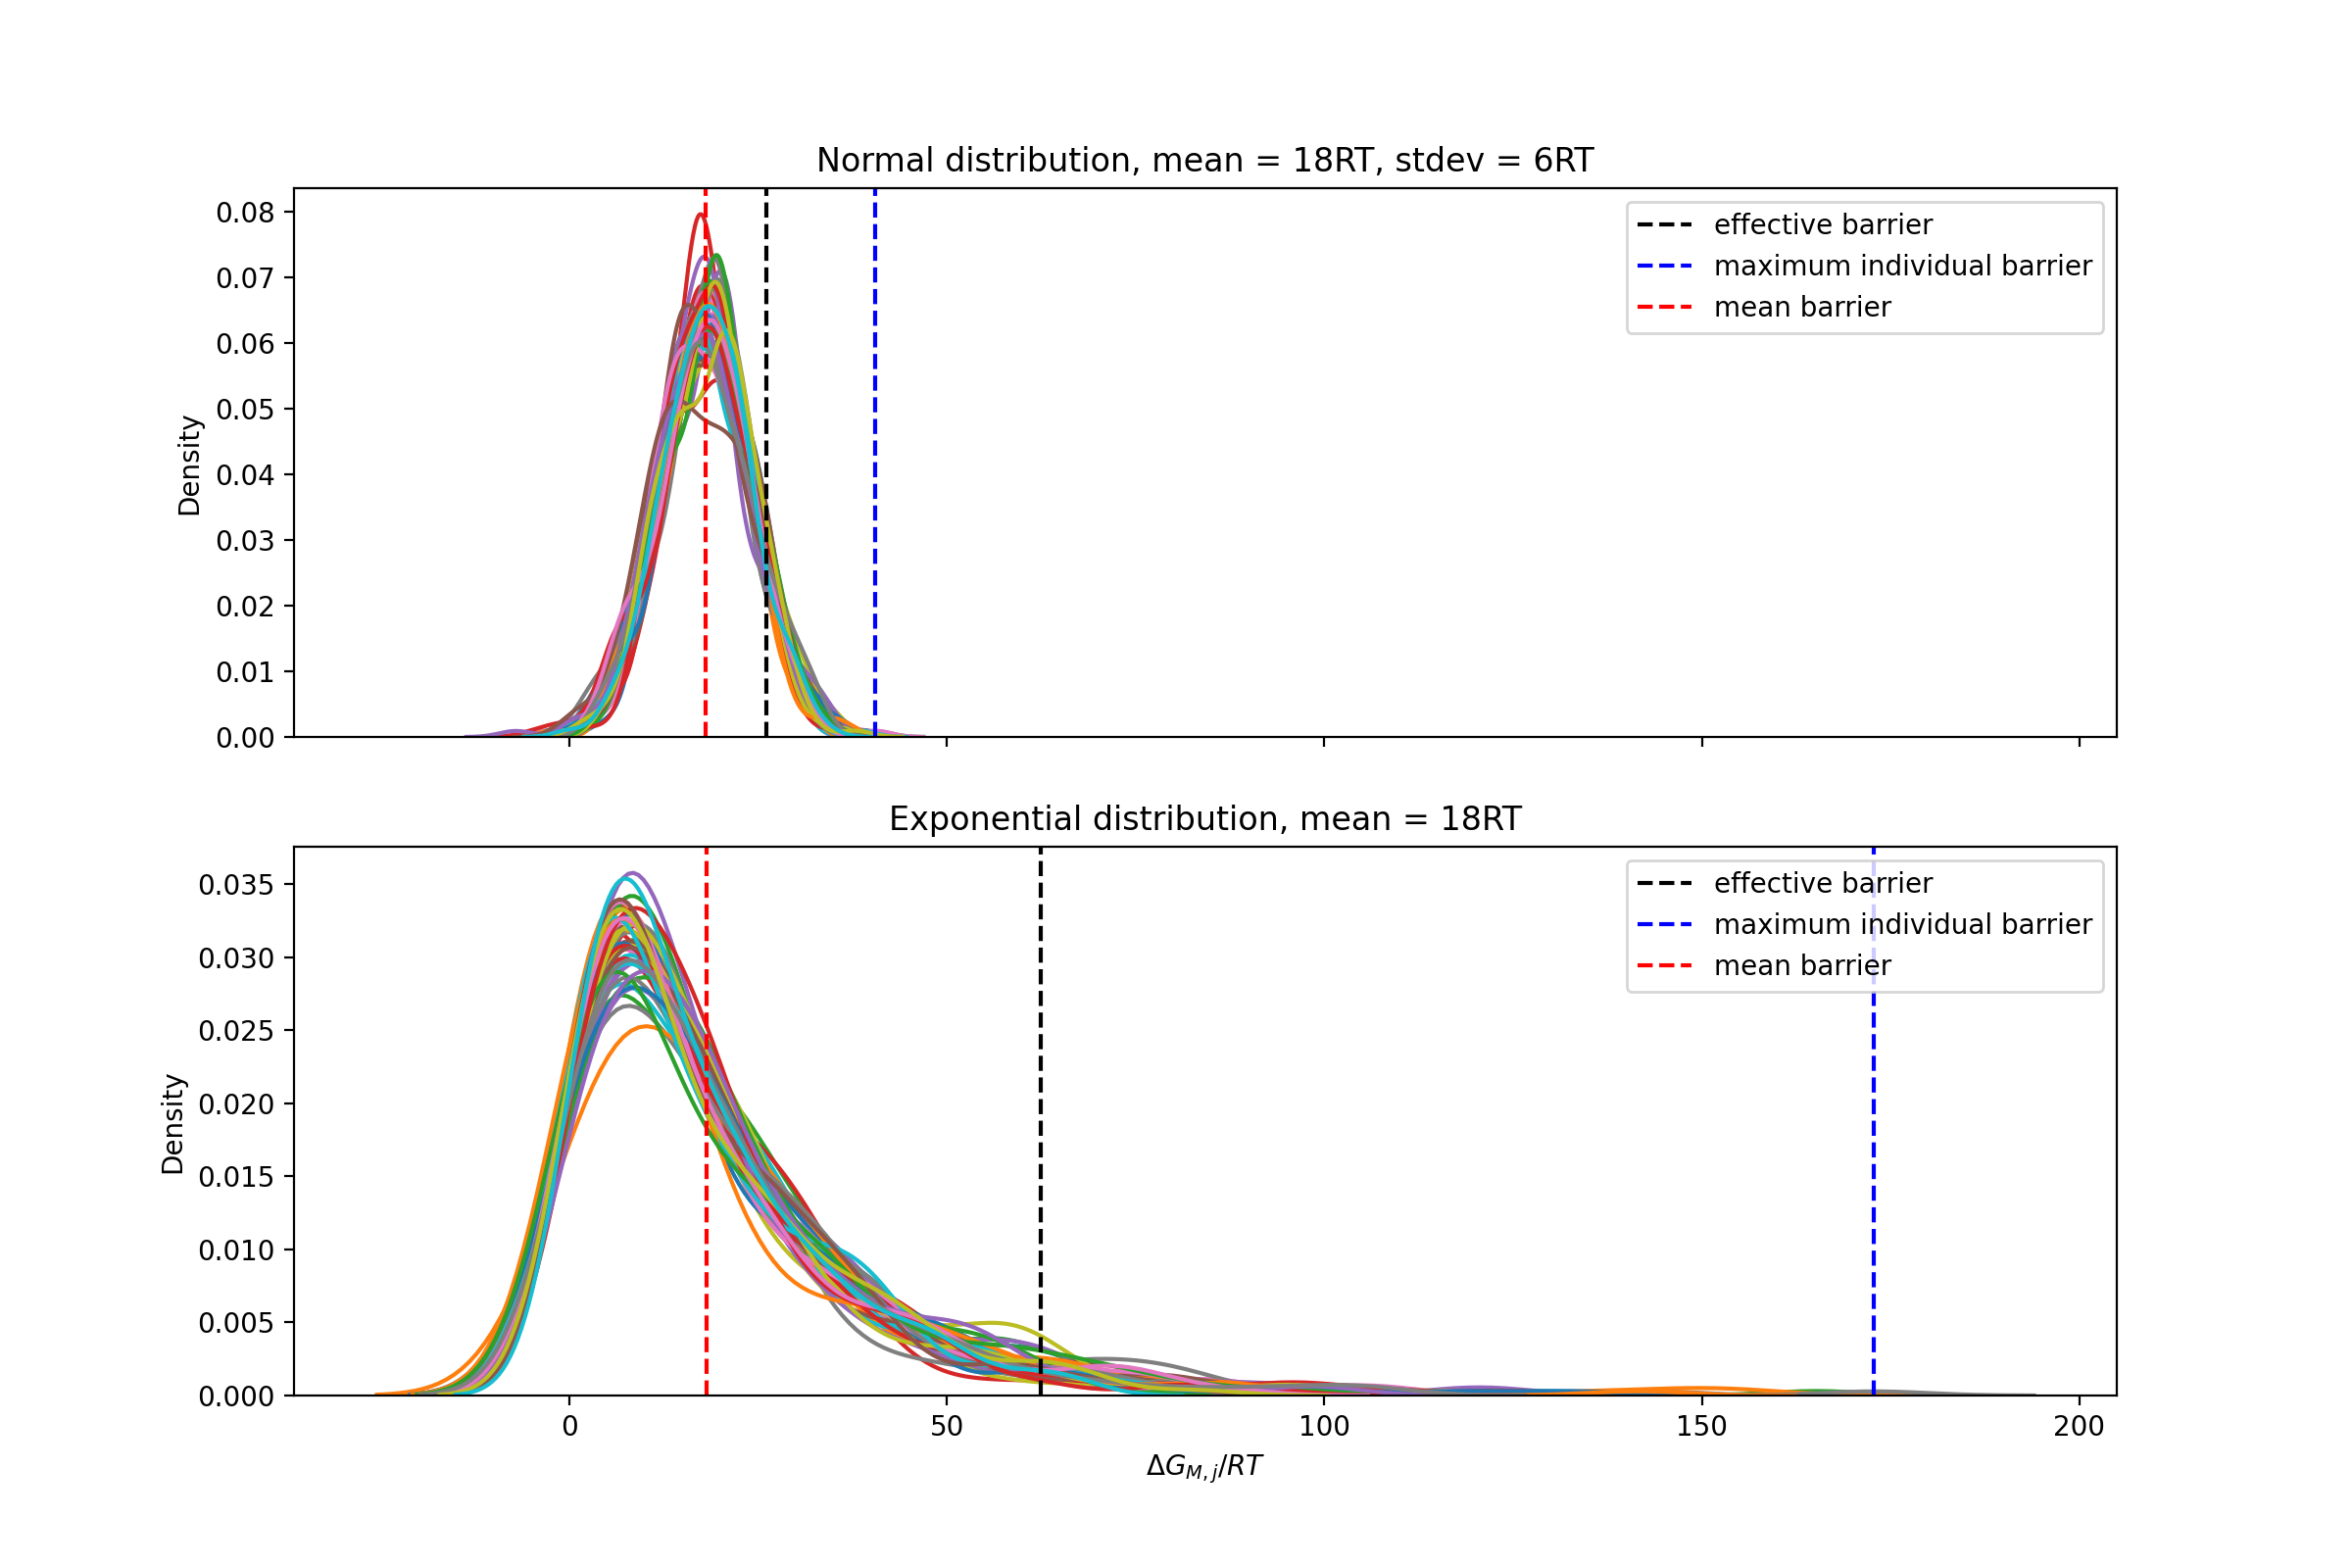 Normal distribution, mean = 18RT, stdev = 6RT
0.08
0.07
0.06
0.05
0.04
0.03
0.02
0.01
0.00
Density
effective barrier
maximum individual barrier
mean barrier
Exponential distribution, mean = 18RT
0.035
0.030
0.025
0.020
0.015
0.010
0.005
0.000
Density
effective barrier
maximum individual barrier
mean barrier
0 50 100 150 200
ΔG_{M,j}/RT